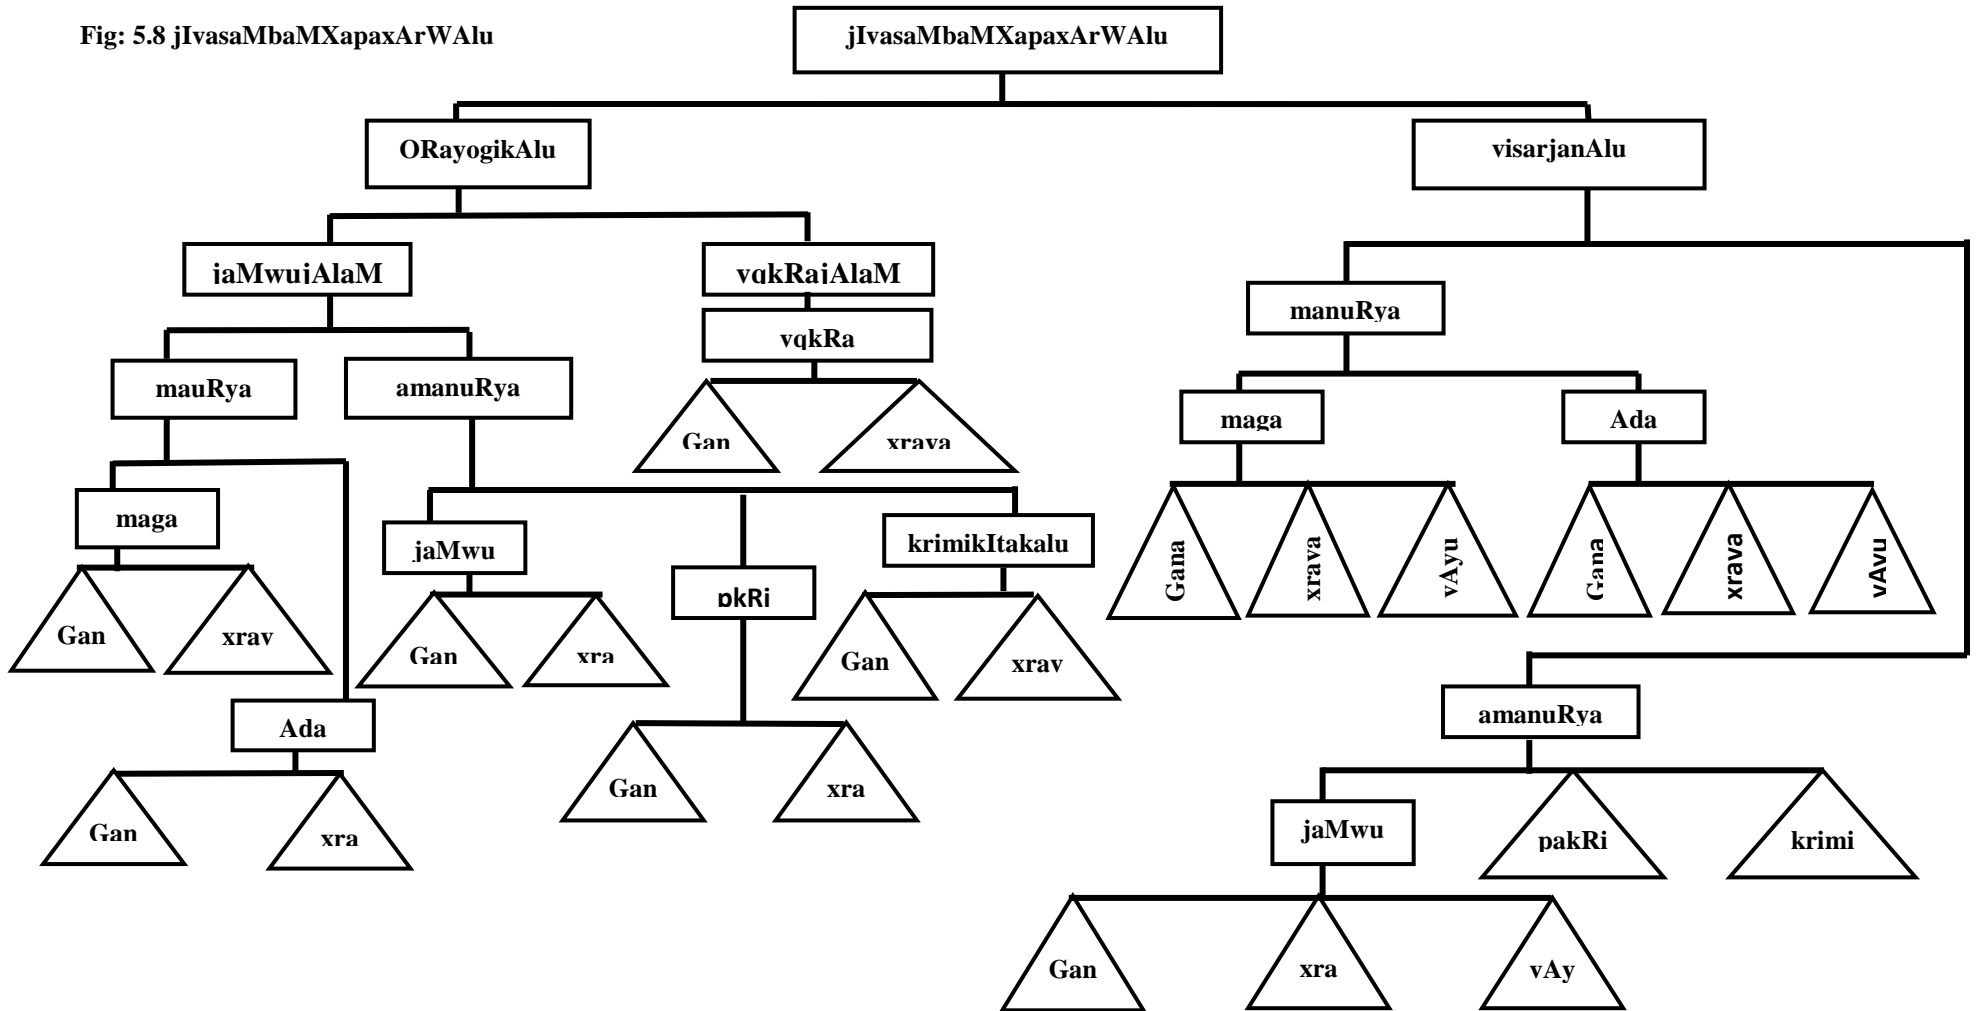 Fig: 5.8 jIvasaMbaMXapaxArWAlu
jIvasaMbaMXapaxArWAlu
ORayogikAlu
visarjanAlu
jaMwujAlaM
vqkRajAlaM
manuRya
vqkRa
mauRya
amanuRya
maga
Ada
Gan
xrava
maga
jaMwu
krimikItakalu
Gana
xrava
vAyu
Gana
xrava
vAyu
pkRi
Gan
xrav
Gan
xra
Gan
xrav
Ada
amanuRya
Gan
xra
Gan
xra
jaMwu
pakRi
krimi
Gan
xra
vAy